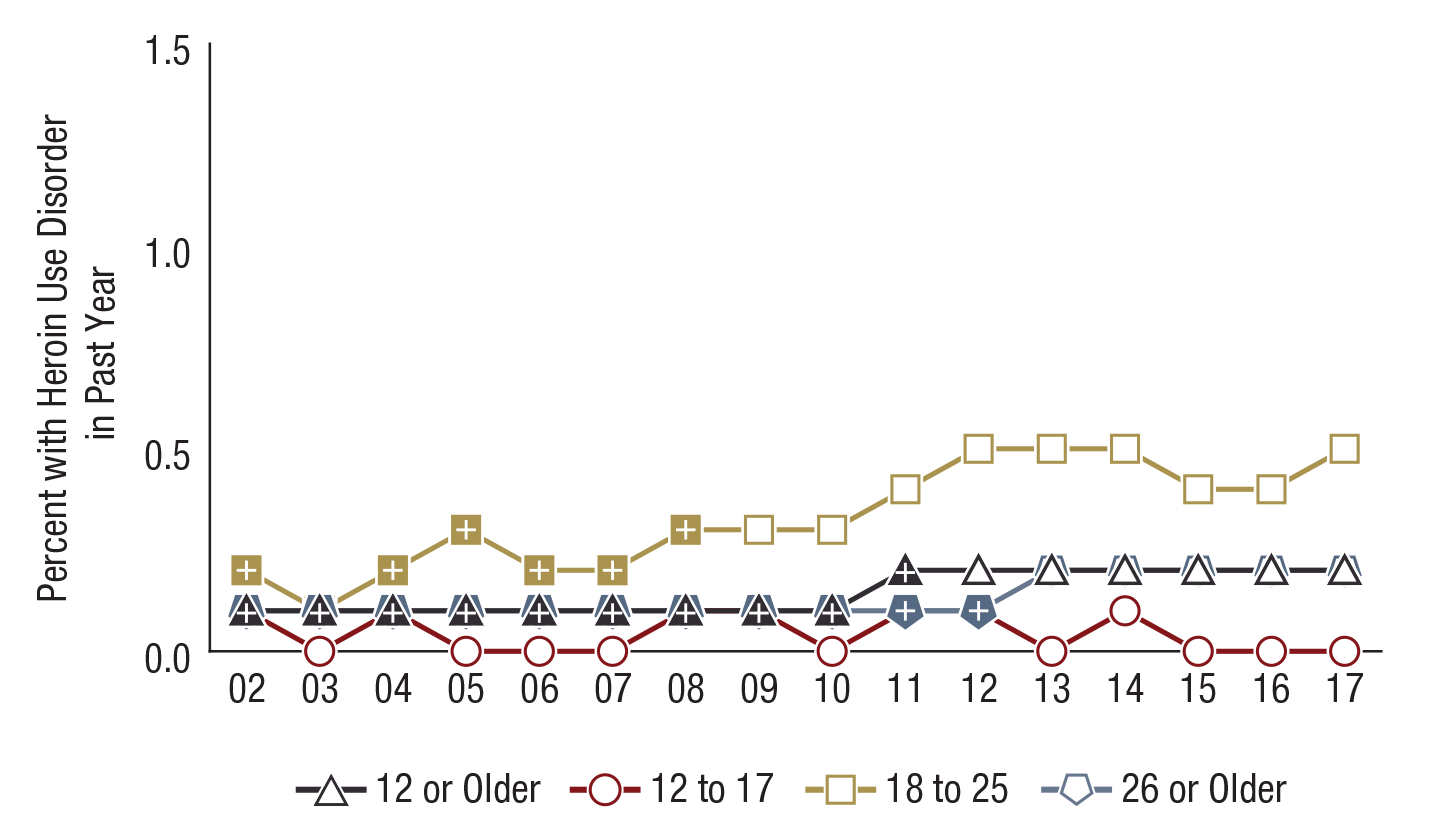 Percent with Heroin Use Disorder
in Past Year
1.5
1.0
0.5
0.0
02 03 04 05 06 07 08 09 10 11 12 13 14 15 16 17
12 or Older 12 to 17 18 to 25 26 or Older